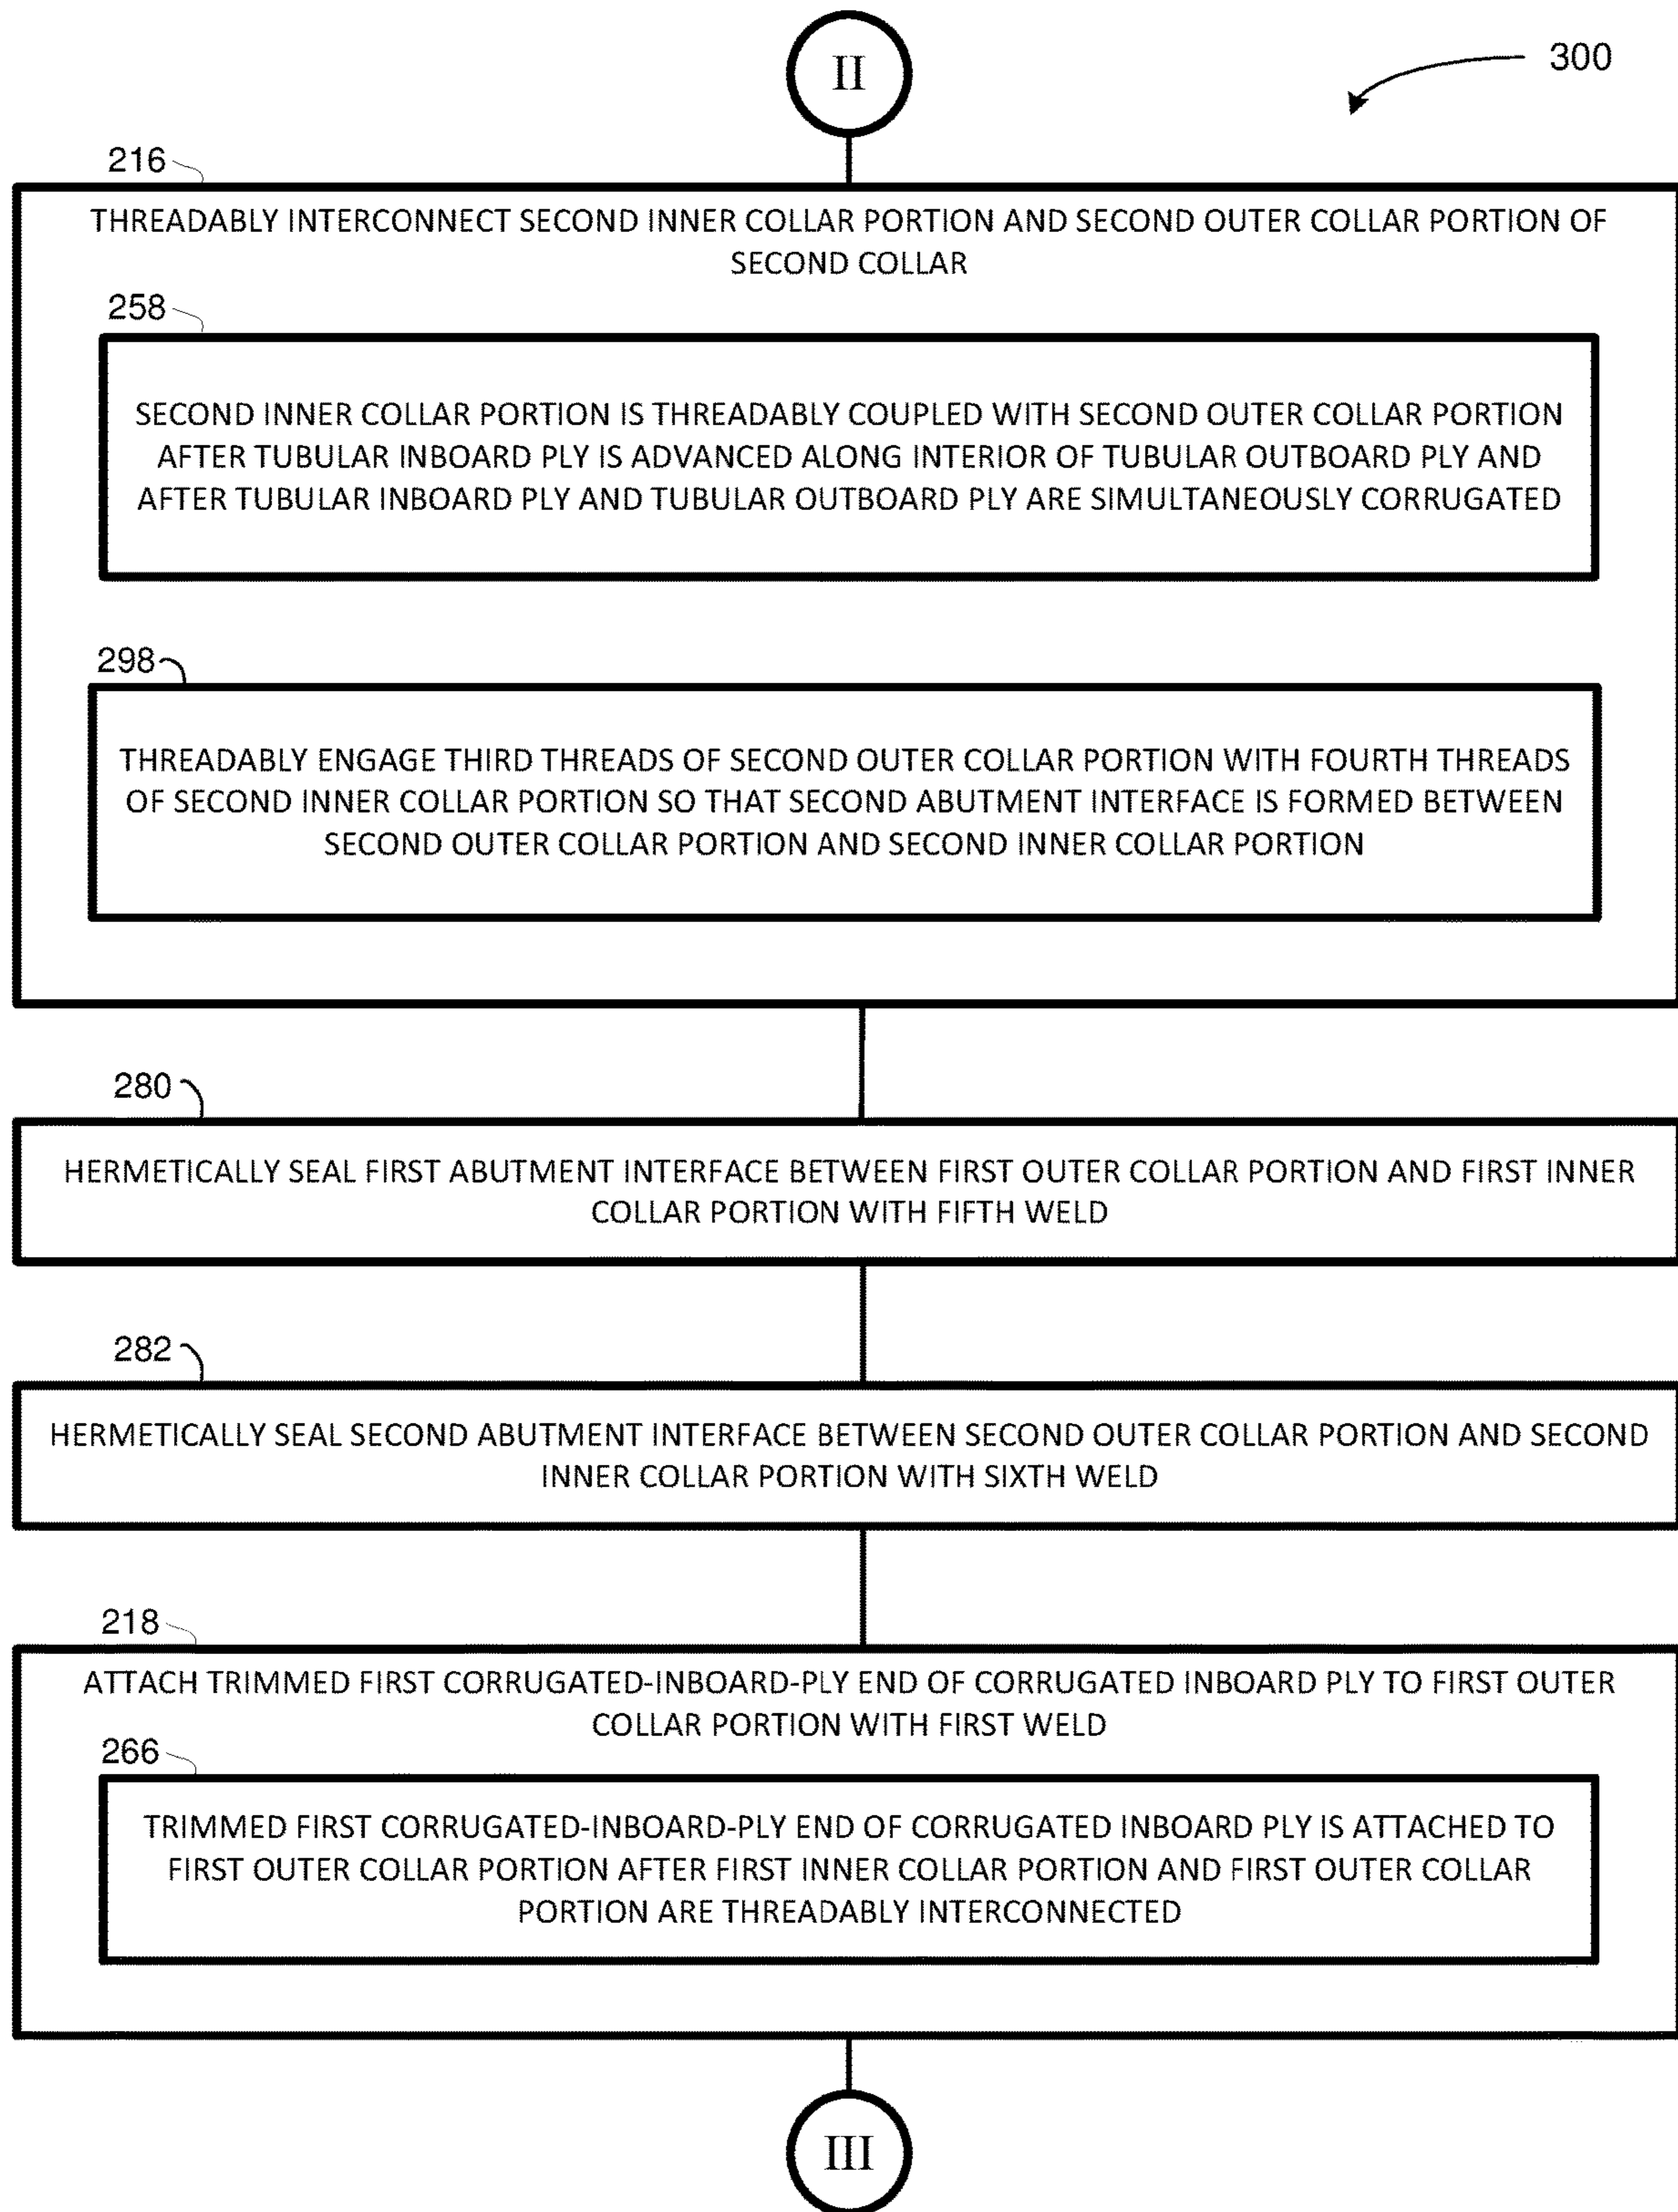 II
300
216
THREADABLY INTERCONNECT SECOND INNER COLLAR PORTION AND SECOND OUTER COLLAR PORTION OF
SECOND COLLAR
258
SECOND INNER COLLAR PORTION IS THREADABLY COUPLED WITH SECOND OUTER COLLAR PORTION
AFTER TUBULAR INBOARD PLY IS ADVANCED ALONG INTERIOR OF TUBULAR OUTBOARD PLY AND
AFTER TUBULAR INBOARD PLY AND TUBULAR OUTBOARD PLY ARE SIMULTANEOUSLY CORRUGATED
298
THREADABLY ENGAGE THIRD THREADS OF SECOND OUTER COLLAR PORTION WITH FOURTH THREADS
OF SECOND INNER COLLAR PORTION SO THAT SECOND ABUTMENT INTERFACE IS FORMED BETWEEN
SECOND OUTER COLLAR PORTION AND SECOND INNER COLLAR PORTION
280
HERMETICALLY SEAL FIRST ABUTMENT INTERFACE BETWEEN FIRST OUTER COLLAR PORTION AND FIRST INNER
COLLAR PORTION WITH FIFTH WELD
282
HERMETICALLY SEAL SECOND ABUTMENT INTERFACE BETWEEN SECOND OUTER COLLAR PORTION AND SECOND
INNER COLLAR PORTION WITH SIXTH WELD
218
ATTACH TRIMMED FIRST CORRUGATED-INBOARD-PLY END OF CORRUGATED INBOARD PLY TO FIRST OUTER
COLLAR PORTION WITH FIRST WELD
266
TRIMMED FIRST CORRUGATED-INBOARD-PLY END OF CORRUGATED INBOARD PLY IS ATTACHED TO
FIRST OUTER COLLAR PORTION AFTER FIRST INNER COLLAR PORTION AND FIRST OUTER COLLAR
PORTION ARE THREADABLY INTERCONNECTED
III